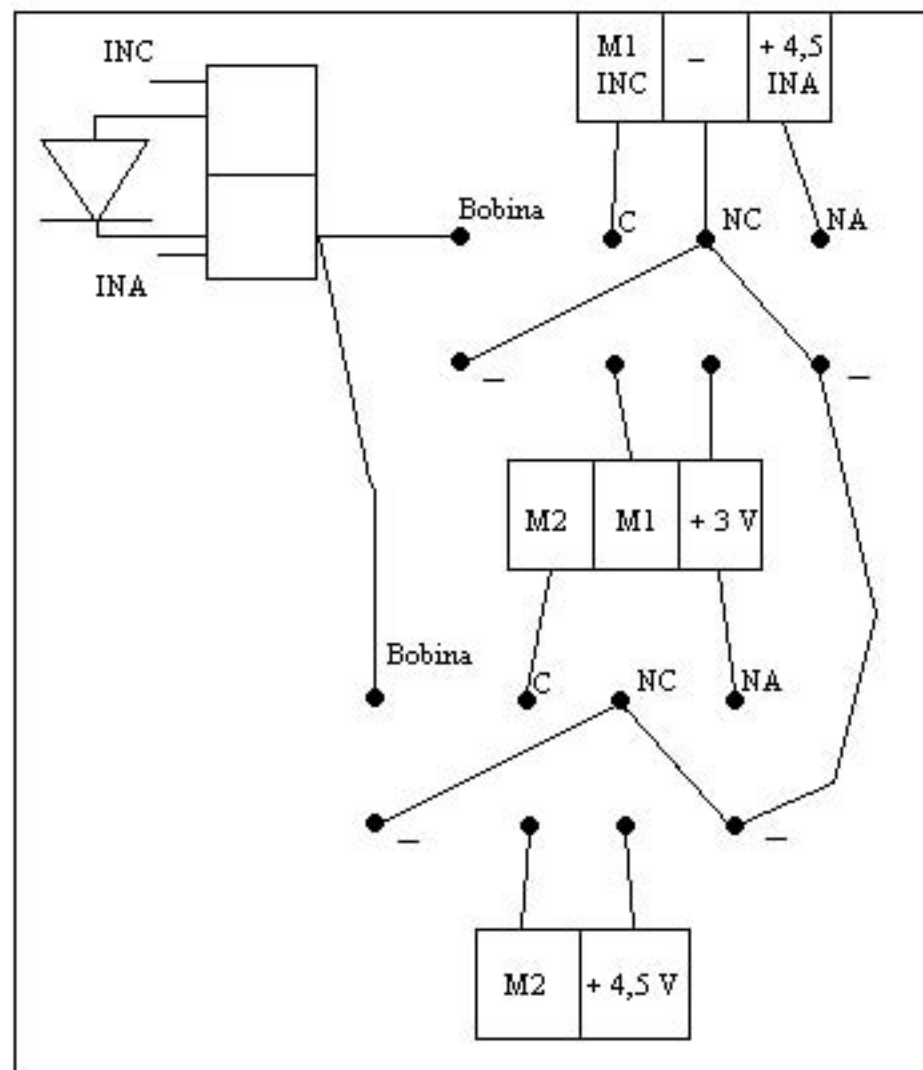 INC
INA
M1
INC
–
+ 4,5
INA
Bobina
C
NC
NA
–
–
M2
M1
+ 3 V
Bobina
C
NC
NA
–
–
M2
+ 4,5 V